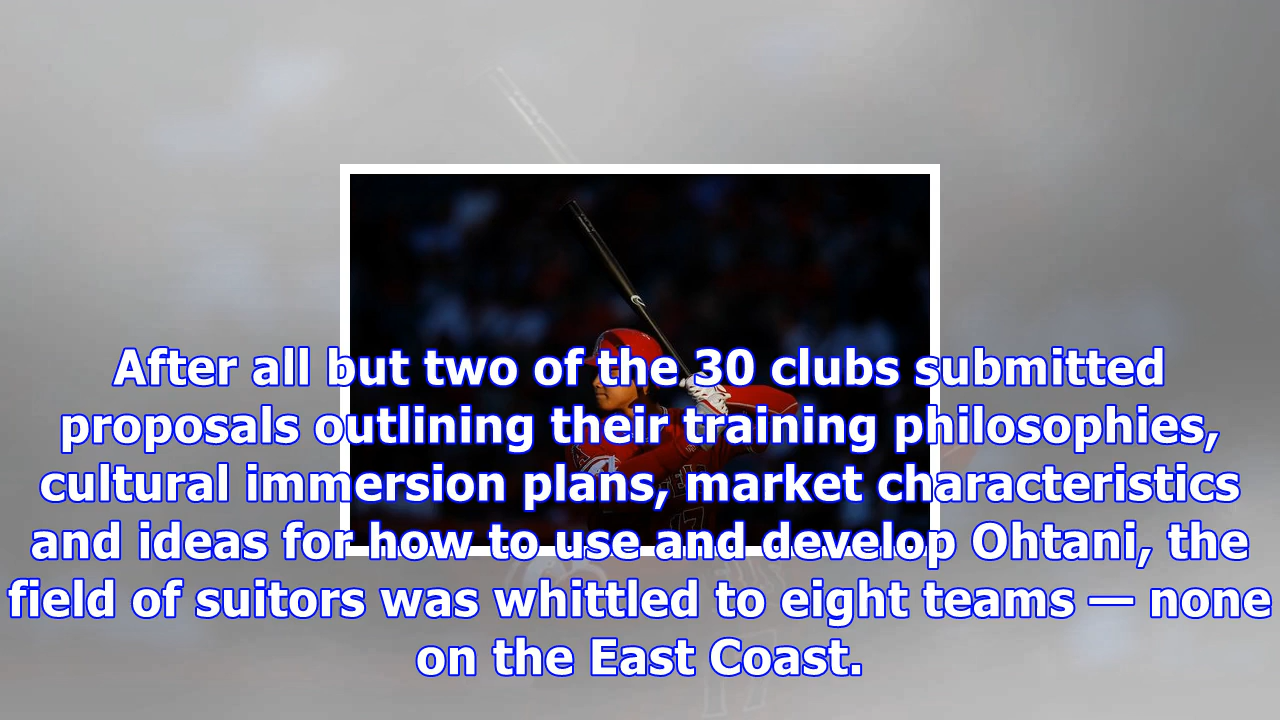 After all but two of the 30 clubs submitted
proposals outlining their training philosophies,
cultural immersion plans, market characteristics
and ideas for how to use and develop Ohtani, the
field of suitors was whittled to eight teams — none
on the East Coast.
17